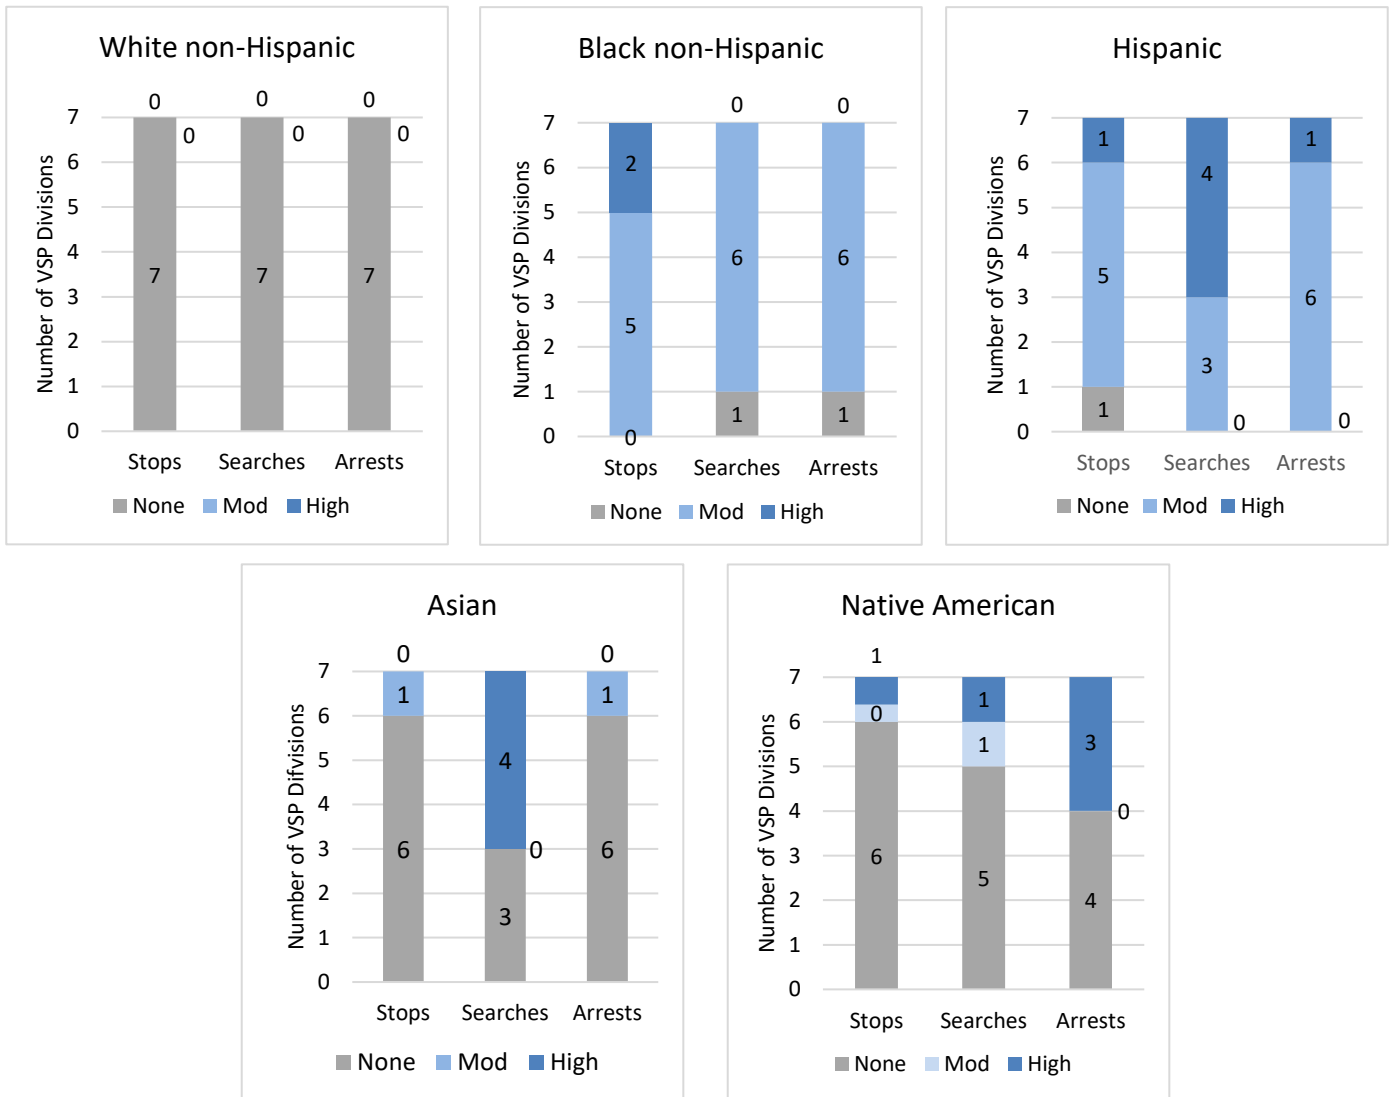 White non-Hispanic
0 0 0
7
0 0 0
6
5
4
7 7 7
3
2
1
0
Number of VSP Divisions
Stops Searches Arrests
None Mod High
Black non-Hispanic
0 0
7
2
6
5
4
6 6
3
5
2
1
1 1
0
0
Number of VSP Divisions
Stops Searches Arrests
None Mod High
Hispanic
7
1 4 1
6
5
4
5
3
6
2
3
1
1 0 0
0
Number of VSP Divisions
Stops Searches Arrests
None Mod High
Asian
0 0
7
1 1
6
5
4
4
3
6 0 6
2
3
1
0
Number of VSP Difvisions
Stops Searches Arrests
None Mod High
Native American
1
7
0 1
6
1 3
5
4
0
3
6 5
2
4
1
0
Number of VSP Divisions
Stops Searches Arrests
None Mod High